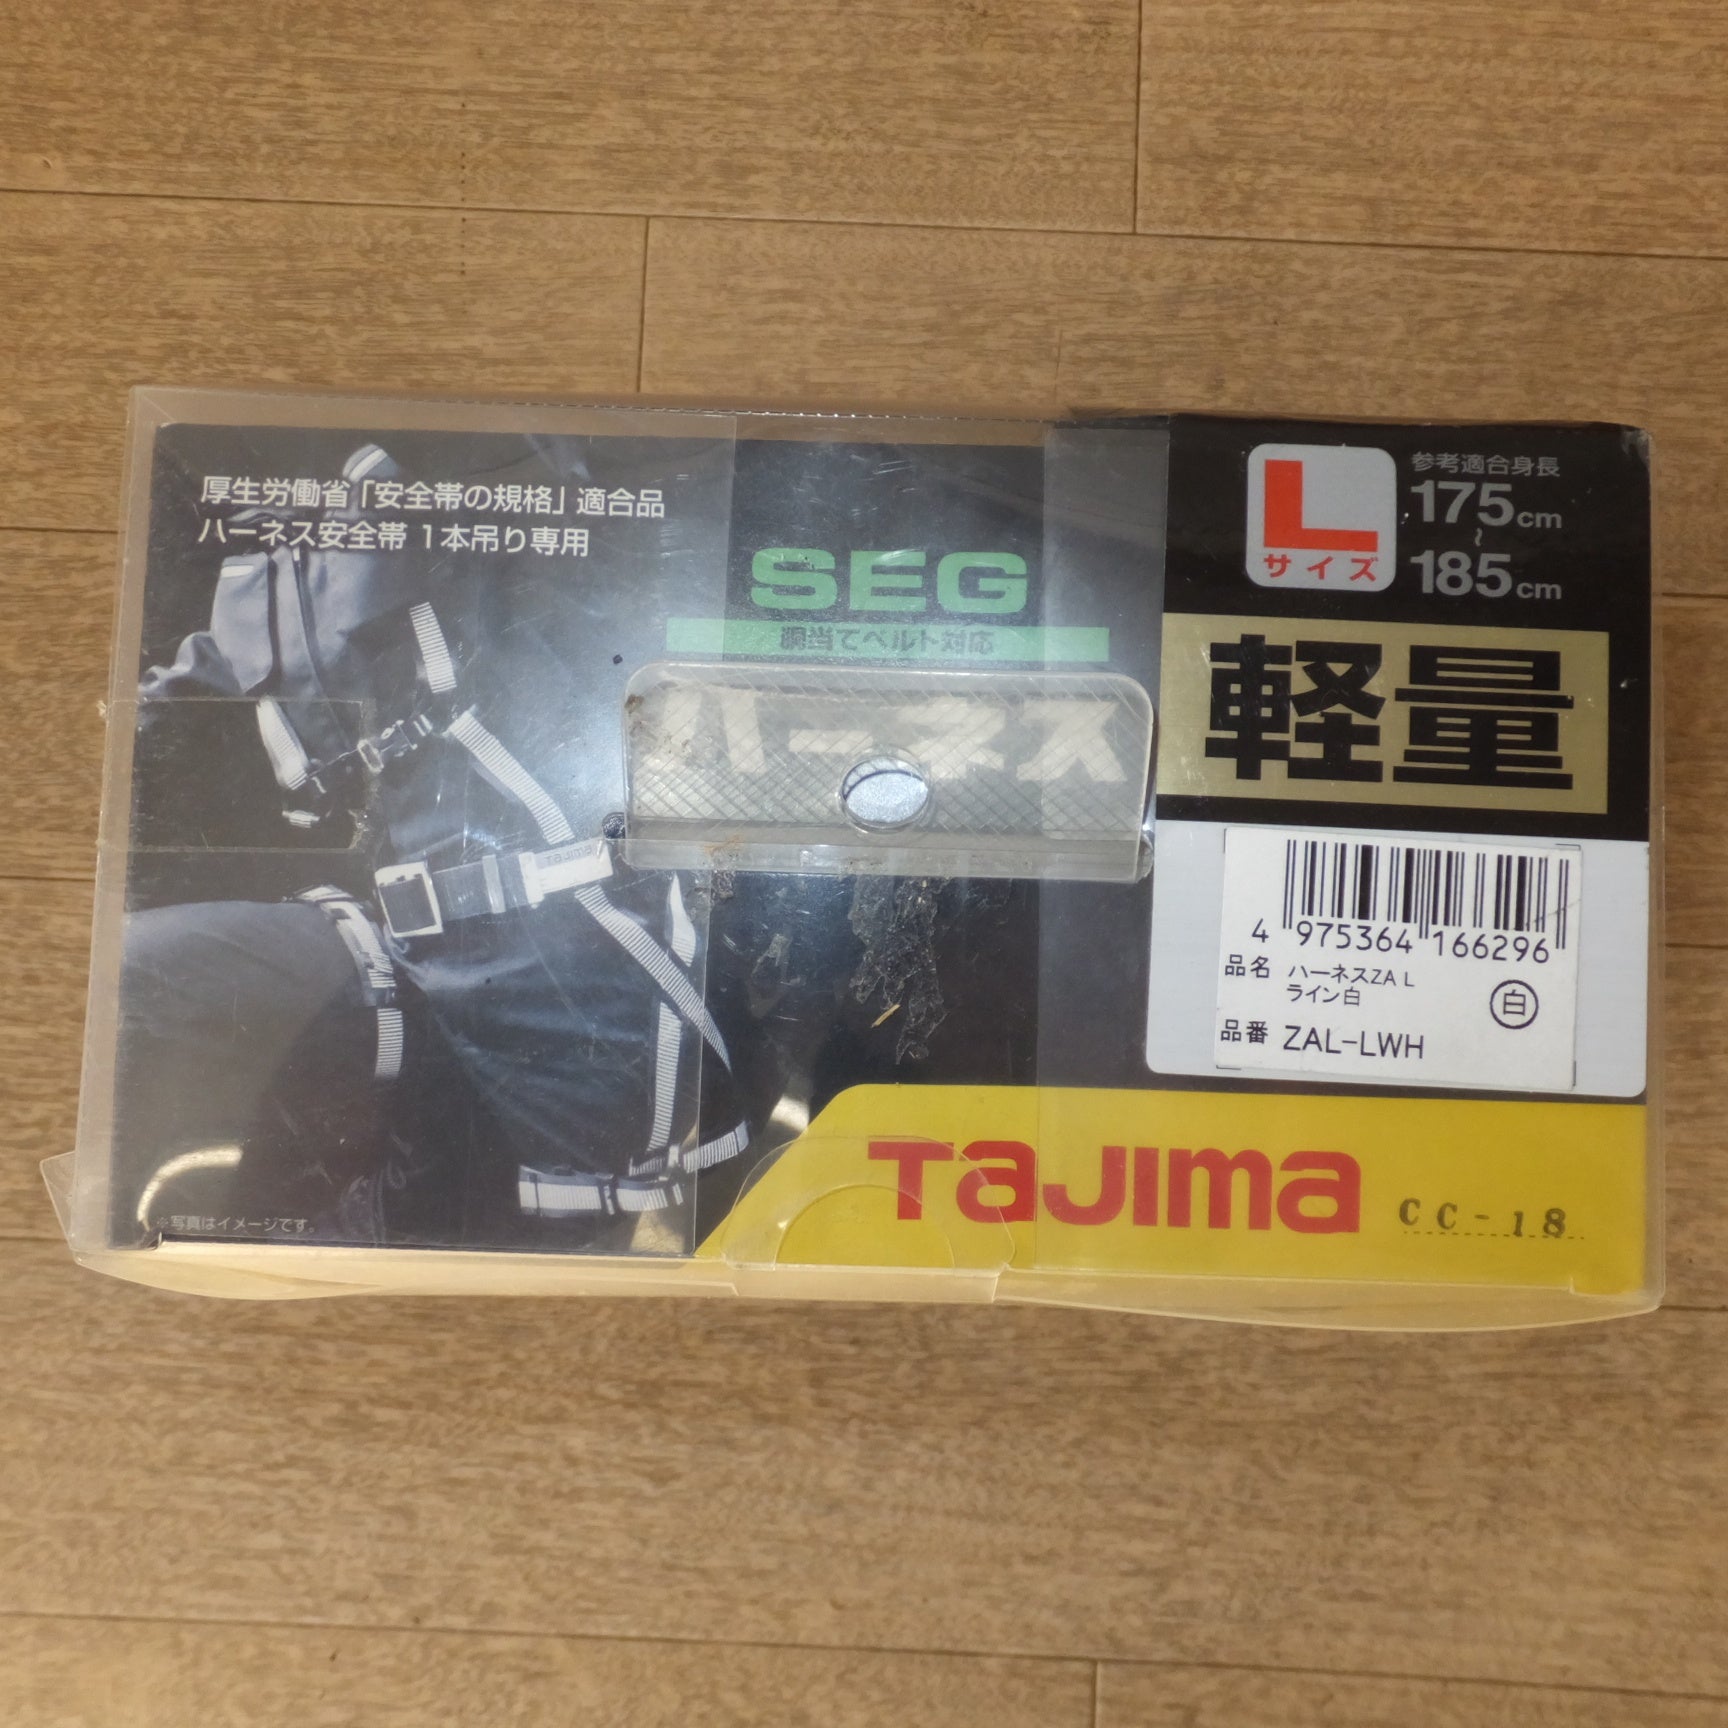 厚生労働省「安全帯の規格」適合品
ハーネス安全帯 1本吊り専用
SEG
胴当てベルト対応
ハーネス
L
サイズ
参考適合身長
175cm
～
185cm
軽量
4 975364 166296
品名 ハーネスZA L
ライン白
白
品番 ZAL-LWH
TAJIMA
TaJIma
CC-18
※写真はイメージです。